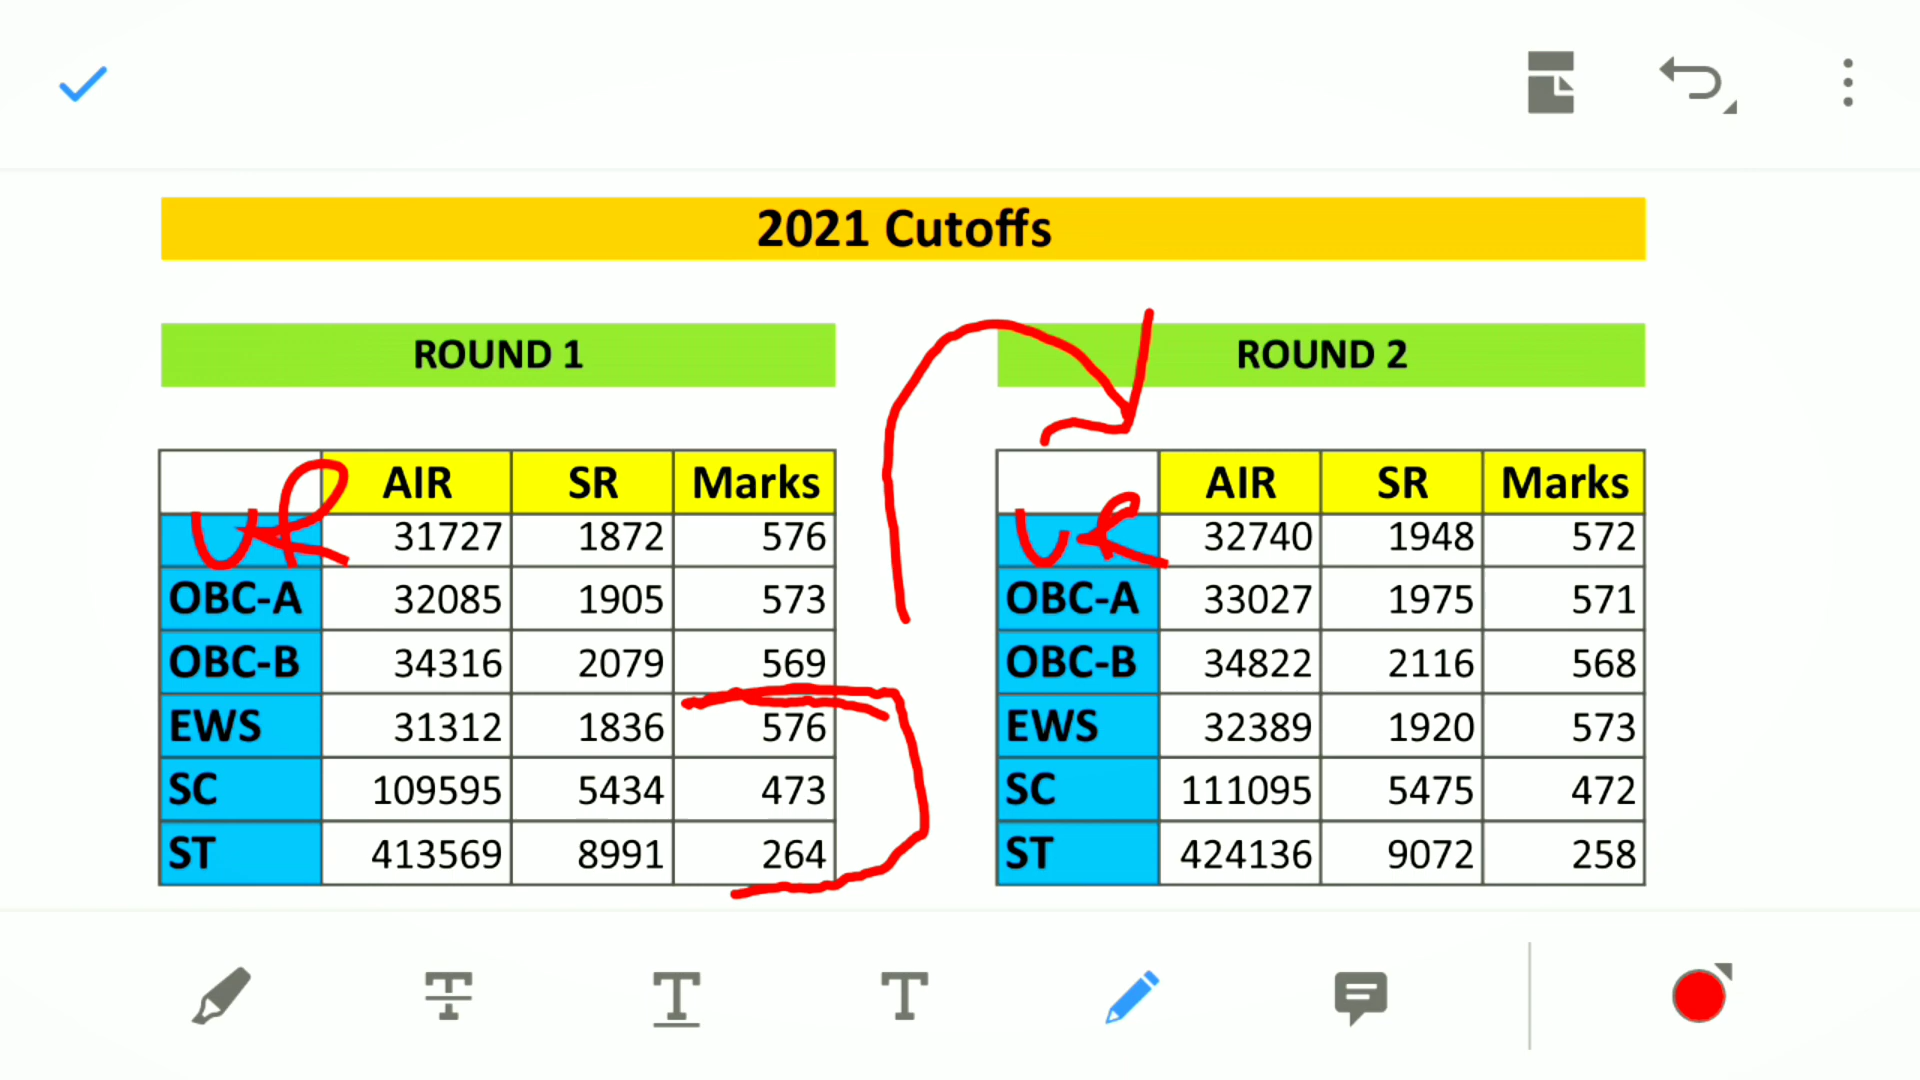 2021 Cutoffs
ROUND 1
AIR SR Marks
UR 31727 1872 576
OBC-A 32085 1905 573
OBC-B 34316 2079 569
EWS 31312 1836 576
SC 109595 5434 473
ST 413569 8991 264
ROUND 2
AIR SR Marks
UR 32740 1948 572
OBC-A 33027 1975 571
OBC-B 34822 2116 568
EWS 32389 1920 573
SC 111095 5475 472
ST 424136 9072 258
T T T